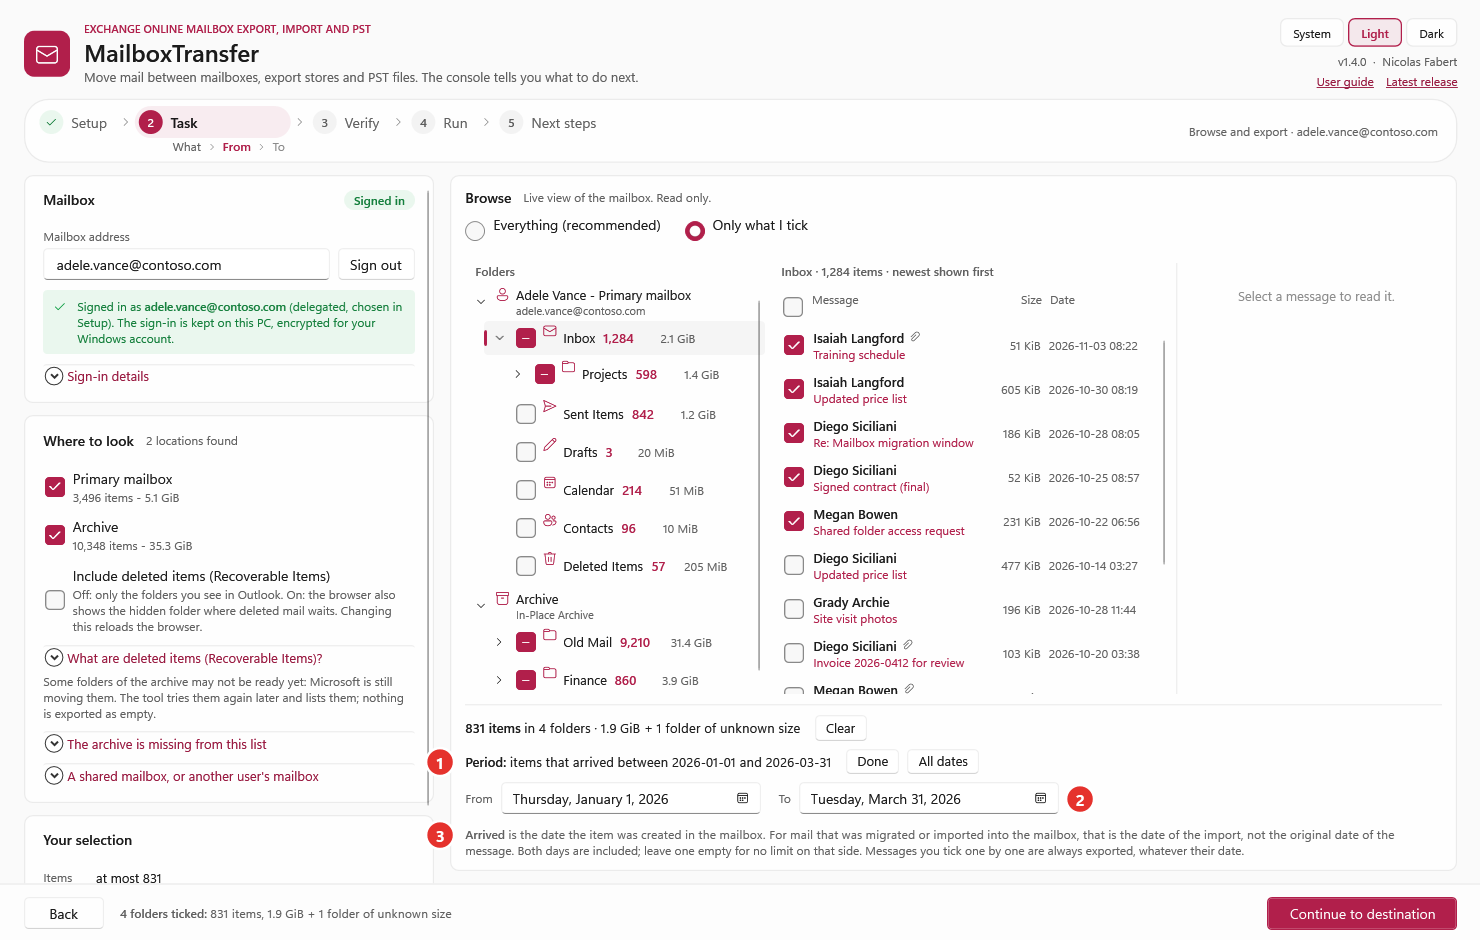 EXCHANGE ONLINE MAILBOX EXPORT, IMPORT AND PST
MailboxTransfer
Move mail between mailboxes, export stores and PST files. The console tells you what to do next.
System Light Dark
v1.4.0 · Nicolas Fabert
User guide Latest release
Setup 2 Task 3 Verify 4 Run 5 Next steps
What From To
Browse and export · adele.vance@contoso.com
Mailbox Signed in
Mailbox address
adele.vance@contoso.com Sign out
Signed in as adele.vance@contoso.com (delegated, chosen in
Setup). The sign-in is kept on this PC, encrypted for your
Windows account.
Sign-in details
Where to look 2 locations found
Primary mailbox
3,496 items - 5.1 GiB
Archive
10,348 items - 35.3 GiB
Include deleted items (Recoverable Items)
Off: only the folders you see in Outlook. On: the browser also
shows the hidden folder where deleted mail waits. Changing
this reloads the browser.
What are deleted items (Recoverable Items)?
Some folders of the archive may not be ready yet: Microsoft is still
moving them. The tool tries them again later and lists them; nothing
is exported as empty.
The archive is missing from this list
A shared mailbox, or another user's mailbox
Your selection
Items at most 831
Browse Live view of the mailbox. Read only.
Everything (recommended) Only what I tick
Folders
Adele Vance - Primary mailbox
adele.vance@contoso.com
Inbox 1,284 2.1 GiB
Projects 598 1.4 GiB
Sent Items 842 1.2 GiB
Drafts 3 20 MiB
Calendar 214 51 MiB
Contacts 96 10 MiB
Deleted Items 57 205 MiB
Archive
In-Place Archive
Old Mail 9,210 31.4 GiB
Finance 860 3.9 GiB
Inbox · 1,284 items · newest shown first
Message Size Date
Isaiah Langford
Training schedule 51 KiB 2026-11-03 08:22
Isaiah Langford
Updated price list 605 KiB 2026-10-30 08:19
Diego Siciliani
Re: Mailbox migration window 186 KiB 2026-10-28 08:05
Diego Siciliani
Signed contract (final) 52 KiB 2026-10-25 08:57
Megan Bowen
Shared folder access request 231 KiB 2026-10-22 06:56
Diego Siciliani
Updated price list 477 KiB 2026-10-14 03:27
Grady Archie
Site visit photos 196 KiB 2026-10-28 11:44
Diego Siciliani
Invoice 2026-0412 for review 103 KiB 2026-10-20 03:38
Megan Bowen
Select a message to read it.
831 items in 4 folders · 1.9 GiB + 1 folder of unknown size Clear
1 Period: items that arrived between 2026-01-01 and 2026-03-31 Done All dates
From Thursday, January 1, 2026 To Tuesday, March 31, 2026 2
3 Arrived is the date the item was created in the mailbox. For mail that was migrated or imported into the mailbox, that is the date of the import, not the original date of the
message. Both days are included; leave one empty for no limit on that side. Messages you tick one by one are always exported, whatever their date.
Back 4 folders ticked: 831 items, 1.9 GiB + 1 folder of unknown size Continue to destination